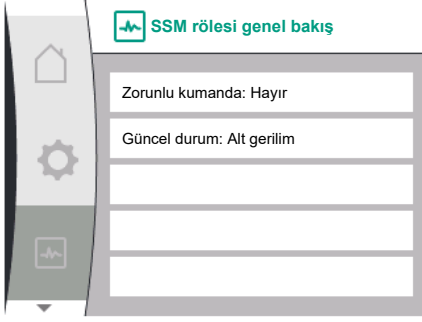 SSM rölesi genel bakış
Zorunlu kumanda: Hayır
Güncel durum: Alt gerilim